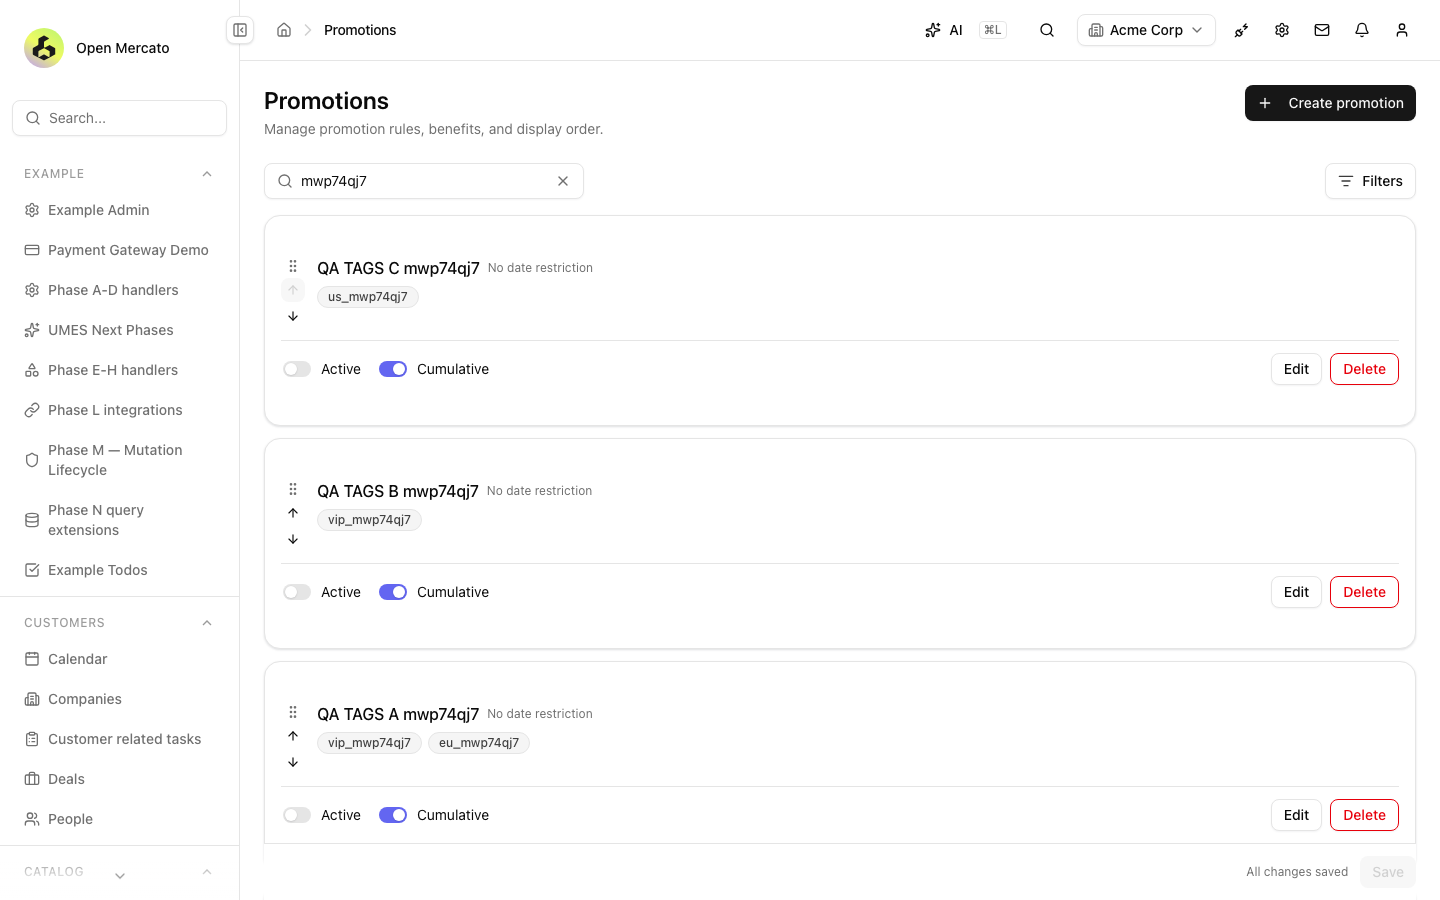 Open Mercato
Promotions
AI
⌘L
Acme Corp
Search...
EXAMPLE
Example Admin
Payment Gateway Demo
Phase A-D handlers
UMES Next Phases
Phase E-H handlers
Phase L integrations
Phase M — Mutation
Lifecycle
Phase N query
extensions
Example Todos
CUSTOMERS
Calendar
Companies
Customer related tasks
Deals
People
CATALOG
Promotions
Manage promotion rules, benefits, and display order.
Create promotion
mwp74qj7
Filters
QA TAGS C mwp74qj7 No date restriction
us_mwp74qj7
Active Cumulative Edit Delete
QA TAGS B mwp74qj7 No date restriction
vip_mwp74qj7
Active Cumulative Edit Delete
QA TAGS A mwp74qj7 No date restriction
vip_mwp74qj7 eu_mwp74qj7
Active Cumulative Edit Delete
All changes saved Save